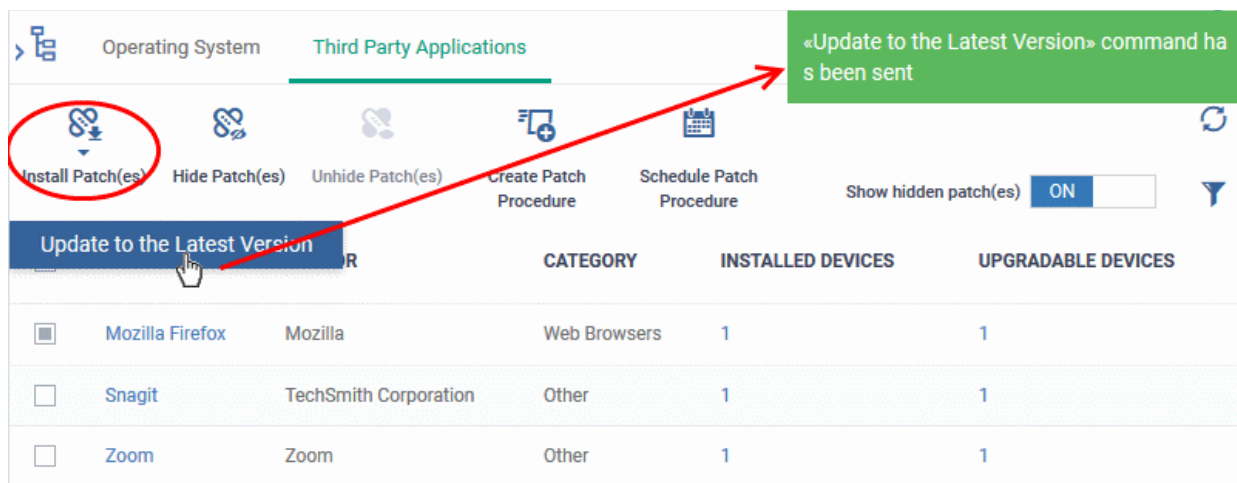 Operating System
Third Party Applications
«Update to the Latest Version» command ha
s been sent
Install Patch(es)
Hide Patch(es)
Unhide Patch(es)
Create Patch
Procedure
Schedule Patch
Procedure
Show hidden patch(es)
ON
Update to the Latest Version
OR
CATEGORY
INSTALLED DEVICES
UPGRADABLE DEVICES
Mozilla Firefox Mozilla Web Browsers 1 1
Snagit TechSmith Corporation Other 1 1
Zoom Zoom Other 1 1